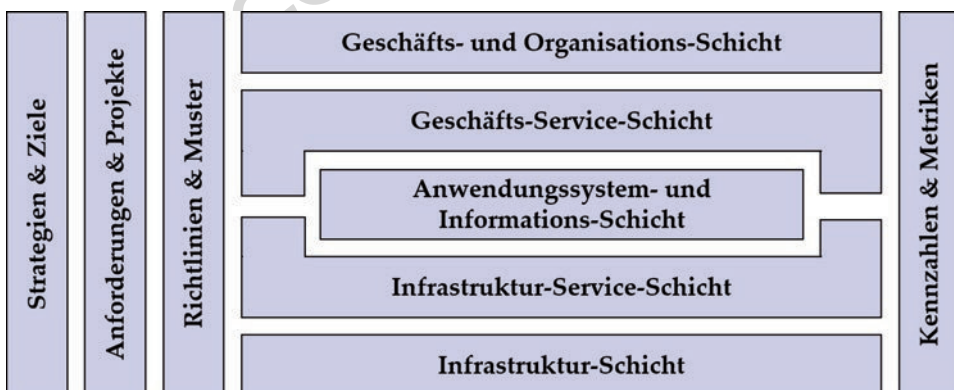 Strategien & Ziele
Anforderungen & Projekte
Richtlinien & Muster
Geschäfts- und Organisations-Schicht
Geschäfts-Service-Schicht
Anwendungssystem- und
Informations-Schicht
Infrastruktur-Service-Schicht
Infrastruktur-Schicht
Kennzahlen & Metriken